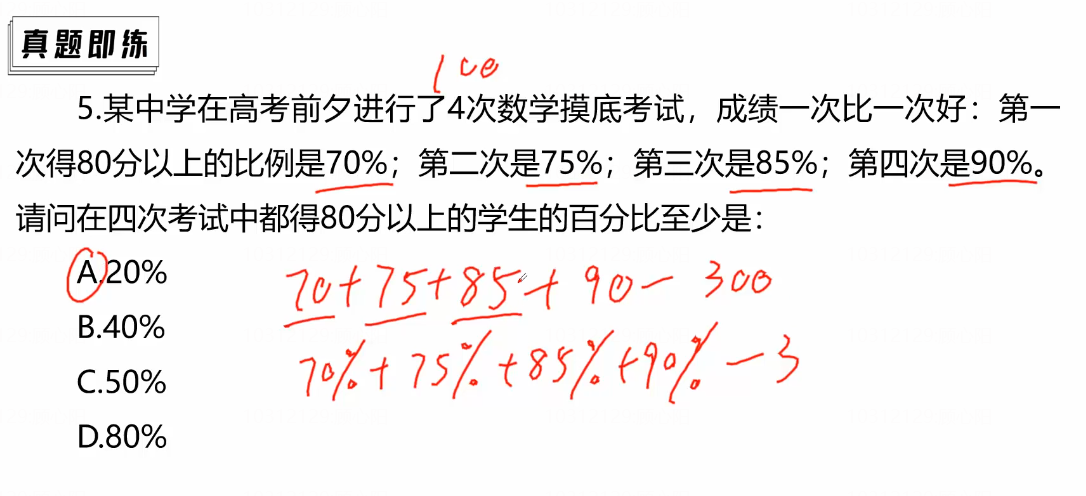 真题即练
100
5.某中学在高考前夕进行了4次数学摸底考试，成绩一次比一次好：第一
次得80分以上的比例是70%；第二次是75%；第三次是85%；第四次是90%。
请问在四次考试中都得80分以上的学生的百分比至少是：
A.20%
70+75+85+90-300
B.40%
70%+75%+85%+90%-3
C.50%
D.80%